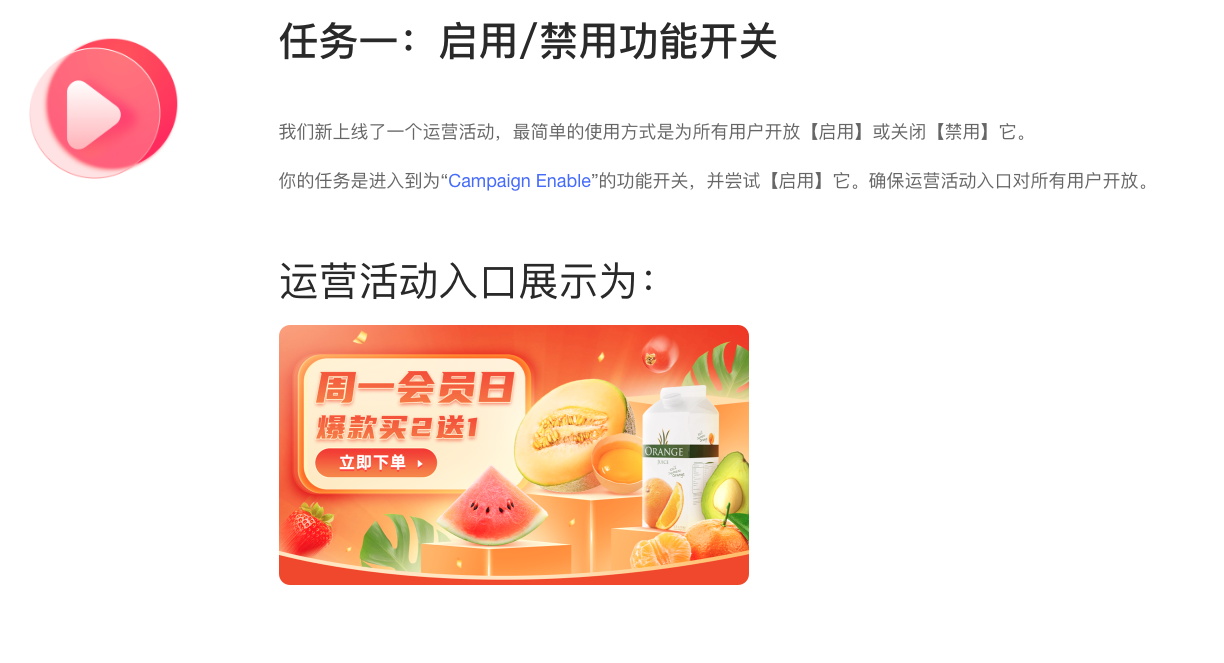 任务一：启用/禁用功能开关
我们新上线了一个运营活动，最简单的使用方式是为所有用户开放【启用】或关闭【禁用】它。
你的任务是进入到为“Campaign Enable”的功能开关，并尝试【启用】它。确保运营活动入口对所有用户开放。
运营活动入口展示为：
周一会员日
爆款买2送1
立即下单
ORANGE